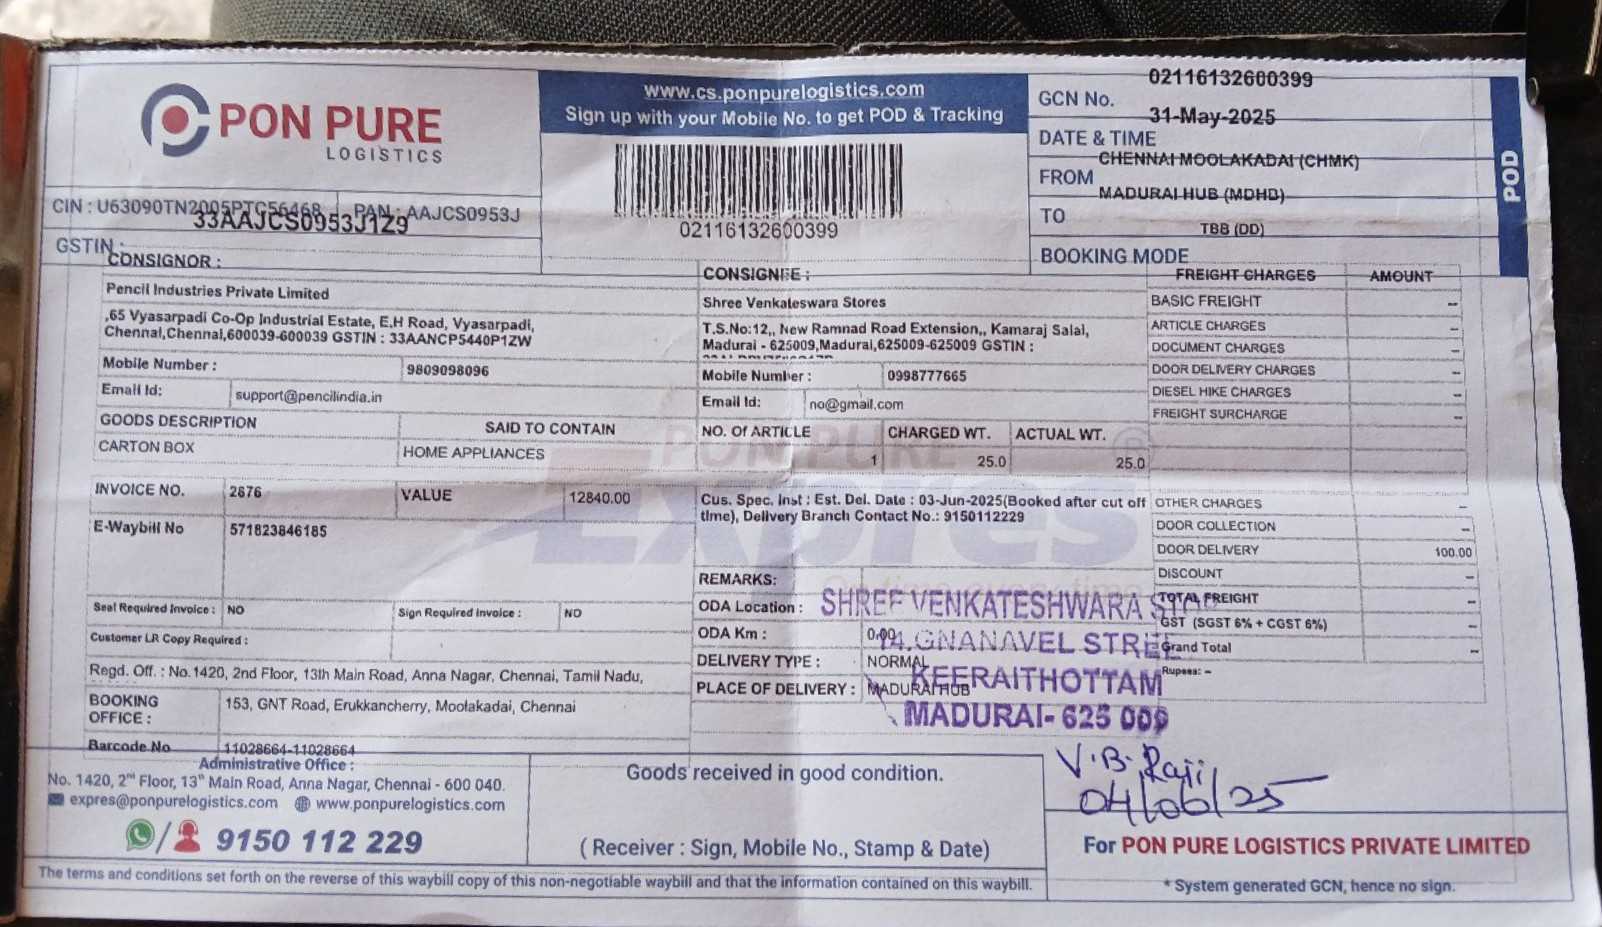 PON PURE
LOGISTICS
CIN : U63090TN2005PTC56468 PAN : AAJCS0953J
33AAJCS0953J1Z9
GSTIN :
www.cs.ponpurelogistics.com
Sign up with your Mobile No. to get POD & Tracking
02116132600399
02116132600399
GCN No.
31-May-2025
DATE & TIME
CHENNAI MOOLAKADAI (CHMK)
FROM
MADURAI HUB (MDHB)
TO
TBB (DD)
BOOKING MODE
POD
CONSIGNOR :
Pencil Industries Private Limited
,65 Vyasarpadi Co-Op Industrial Estate, E.H Road, Vyasarpadi,
Chennai,Chennai,600039-600039 GSTIN : 33AANCP5440P1ZW
Mobile Number : 9809098096
Email Id: support@pencilindia.in
CONSIGNEE :
Shree Venkateswara Stores
T.S.No:12,, New Ramnad Road Extension,, Kamaraj Salai,
Madurai - 625009,Madurai,625009-625009 GSTIN :
Mobile Number : 0998777665
Email Id: no@gmail.com
FREIGHT CHARGES AMOUNT
BASIC FREIGHT --
ARTICLE CHARGES --
DOCUMENT CHARGES --
DOOR DELIVERY CHARGES --
DIESEL HIKE CHARGES --
FREIGHT SURCHARGE --
GOODS DESCRIPTION SAID TO CONTAIN
CARTON BOX HOME APPLIANCES
NO. Of ARTICLE CHARGED WT. ACTUAL WT.
1 25.0 25.0
PON PURE
Expres
INVOICE NO. 2876 VALUE 12840.00
E-Waybill No 571823846185
Cus. Spec. Inst : Est. Del. Date : 03-Jun-2025(Booked after cut off
time), Delivery Branch Contact No.: 9150112229
OTHER CHARGES --
DOOR COLLECTION --
DOOR DELIVERY 100.00
DISCOUNT --
TOTAL FREIGHT --
GST (SGST 6% + CGST 6%) --
Grand Total --
Rupees: --
Seal Required Invoice : NO Sign Required Invoice : NO
Customer LR Copy Required :
REMARKS:
ODA Location :
ODA Km : 0.00
DELIVERY TYPE : NORMAL
PLACE OF DELIVERY : MADURAI HUB
SHREE VENKATESHWARA STOR
14, GNANAVEL STREE
KEERAITHOTTAM
MADURAI- 625 009
Regd. Off. : No.1420, 2nd Floor, 13th Main Road, Anna Nagar, Chennai, Tamil Nadu,
BOOKING OFFICE : 153, GNT Road, Erukkancherry, Moolakadai, Chennai
Barcode No 11028664-11028664
Administrative Office :
No. 1420, 2nd Floor, 13th Main Road, Anna Nagar, Chennai - 600 040.
expres@ponpurelogistics.com www.ponpurelogistics.com
9150 112 229
Goods received in good condition.
( Receiver : Sign, Mobile No., Stamp & Date)
V.B. Raji
04/06/25
For PON PURE LOGISTICS PRIVATE LIMITED
* System generated GCN, hence no sign.
The terms and conditions set forth on the reverse of this waybill copy of this non-negotiable waybill and that the information contained on this waybill.